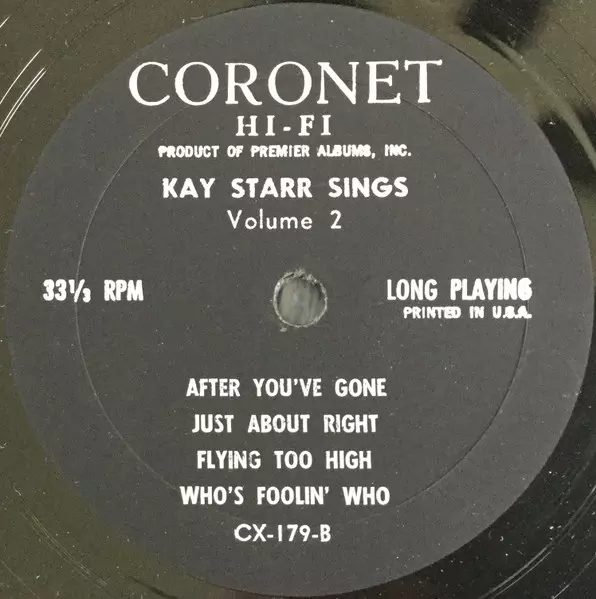 CORONET
HI-FI
PRODUCT OF PREMIER ALBUMS, INC.
KAY STARR SINGS
Volume 2
33⅓ RPM
LONG PLAYING
PRINTED IN U.S.A.
AFTER YOU'VE GONE
JUST ABOUT RIGHT
FLYING TOO HIGH
WHO'S FOOLIN' WHO
CX-179-B